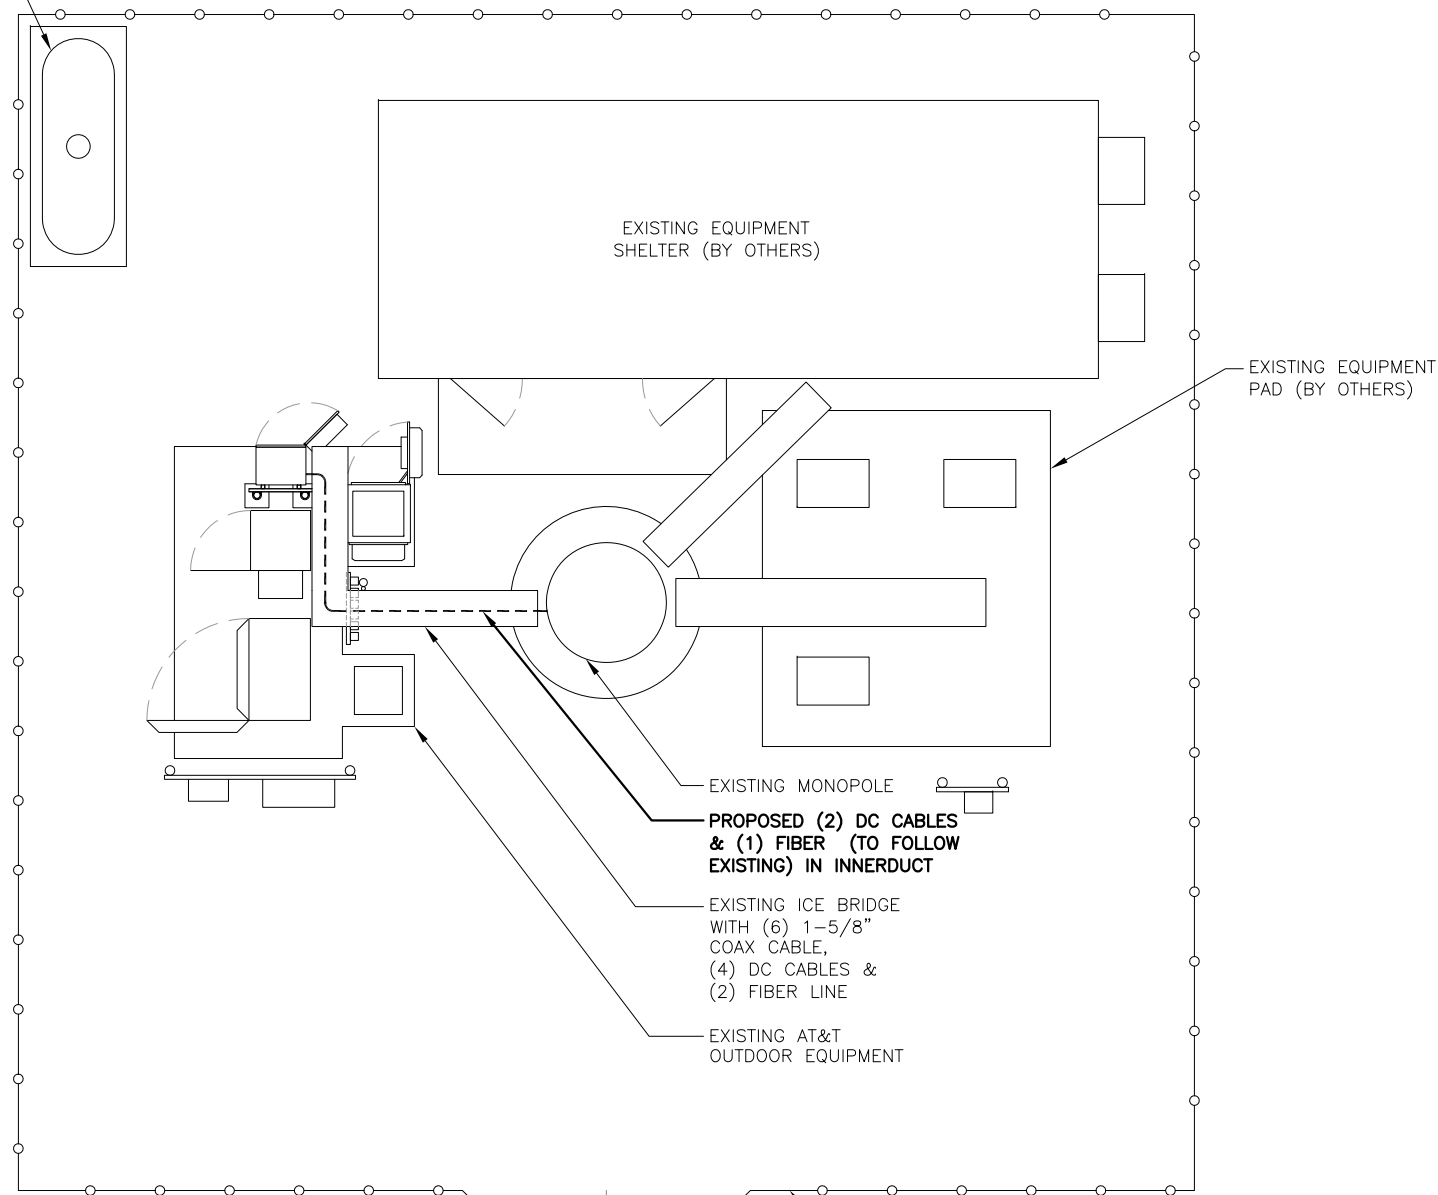 EXISTING EQUIPMENT
SHELTER (BY OTHERS)
EXISTING EQUIPMENT
PAD (BY OTHERS)
EXISTING MONOPOLE
PROPOSED (2) DC CABLES
& (1) FIBER (TO FOLLOW
EXISTING) IN INNERDUCT
EXISTING ICE BRIDGE
WITH (6) 1-5/8"
COAX CABLE,
(4) DC CABLES &
(2) FIBER LINE
EXISTING AT&T
OUTDOOR EQUIPMENT